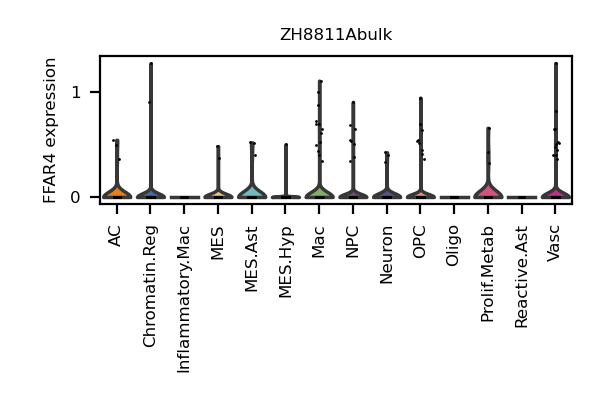 ZH8811Abulk
FFAR4 expression
1
0
AC
Chromatin.Reg
Inflammatory.Mac
MES
MES.Ast
MES.Hyp
Mac
NPC
Neuron
OPC
Oligo
Prolif.Metab
Reactive.Ast
Vasc